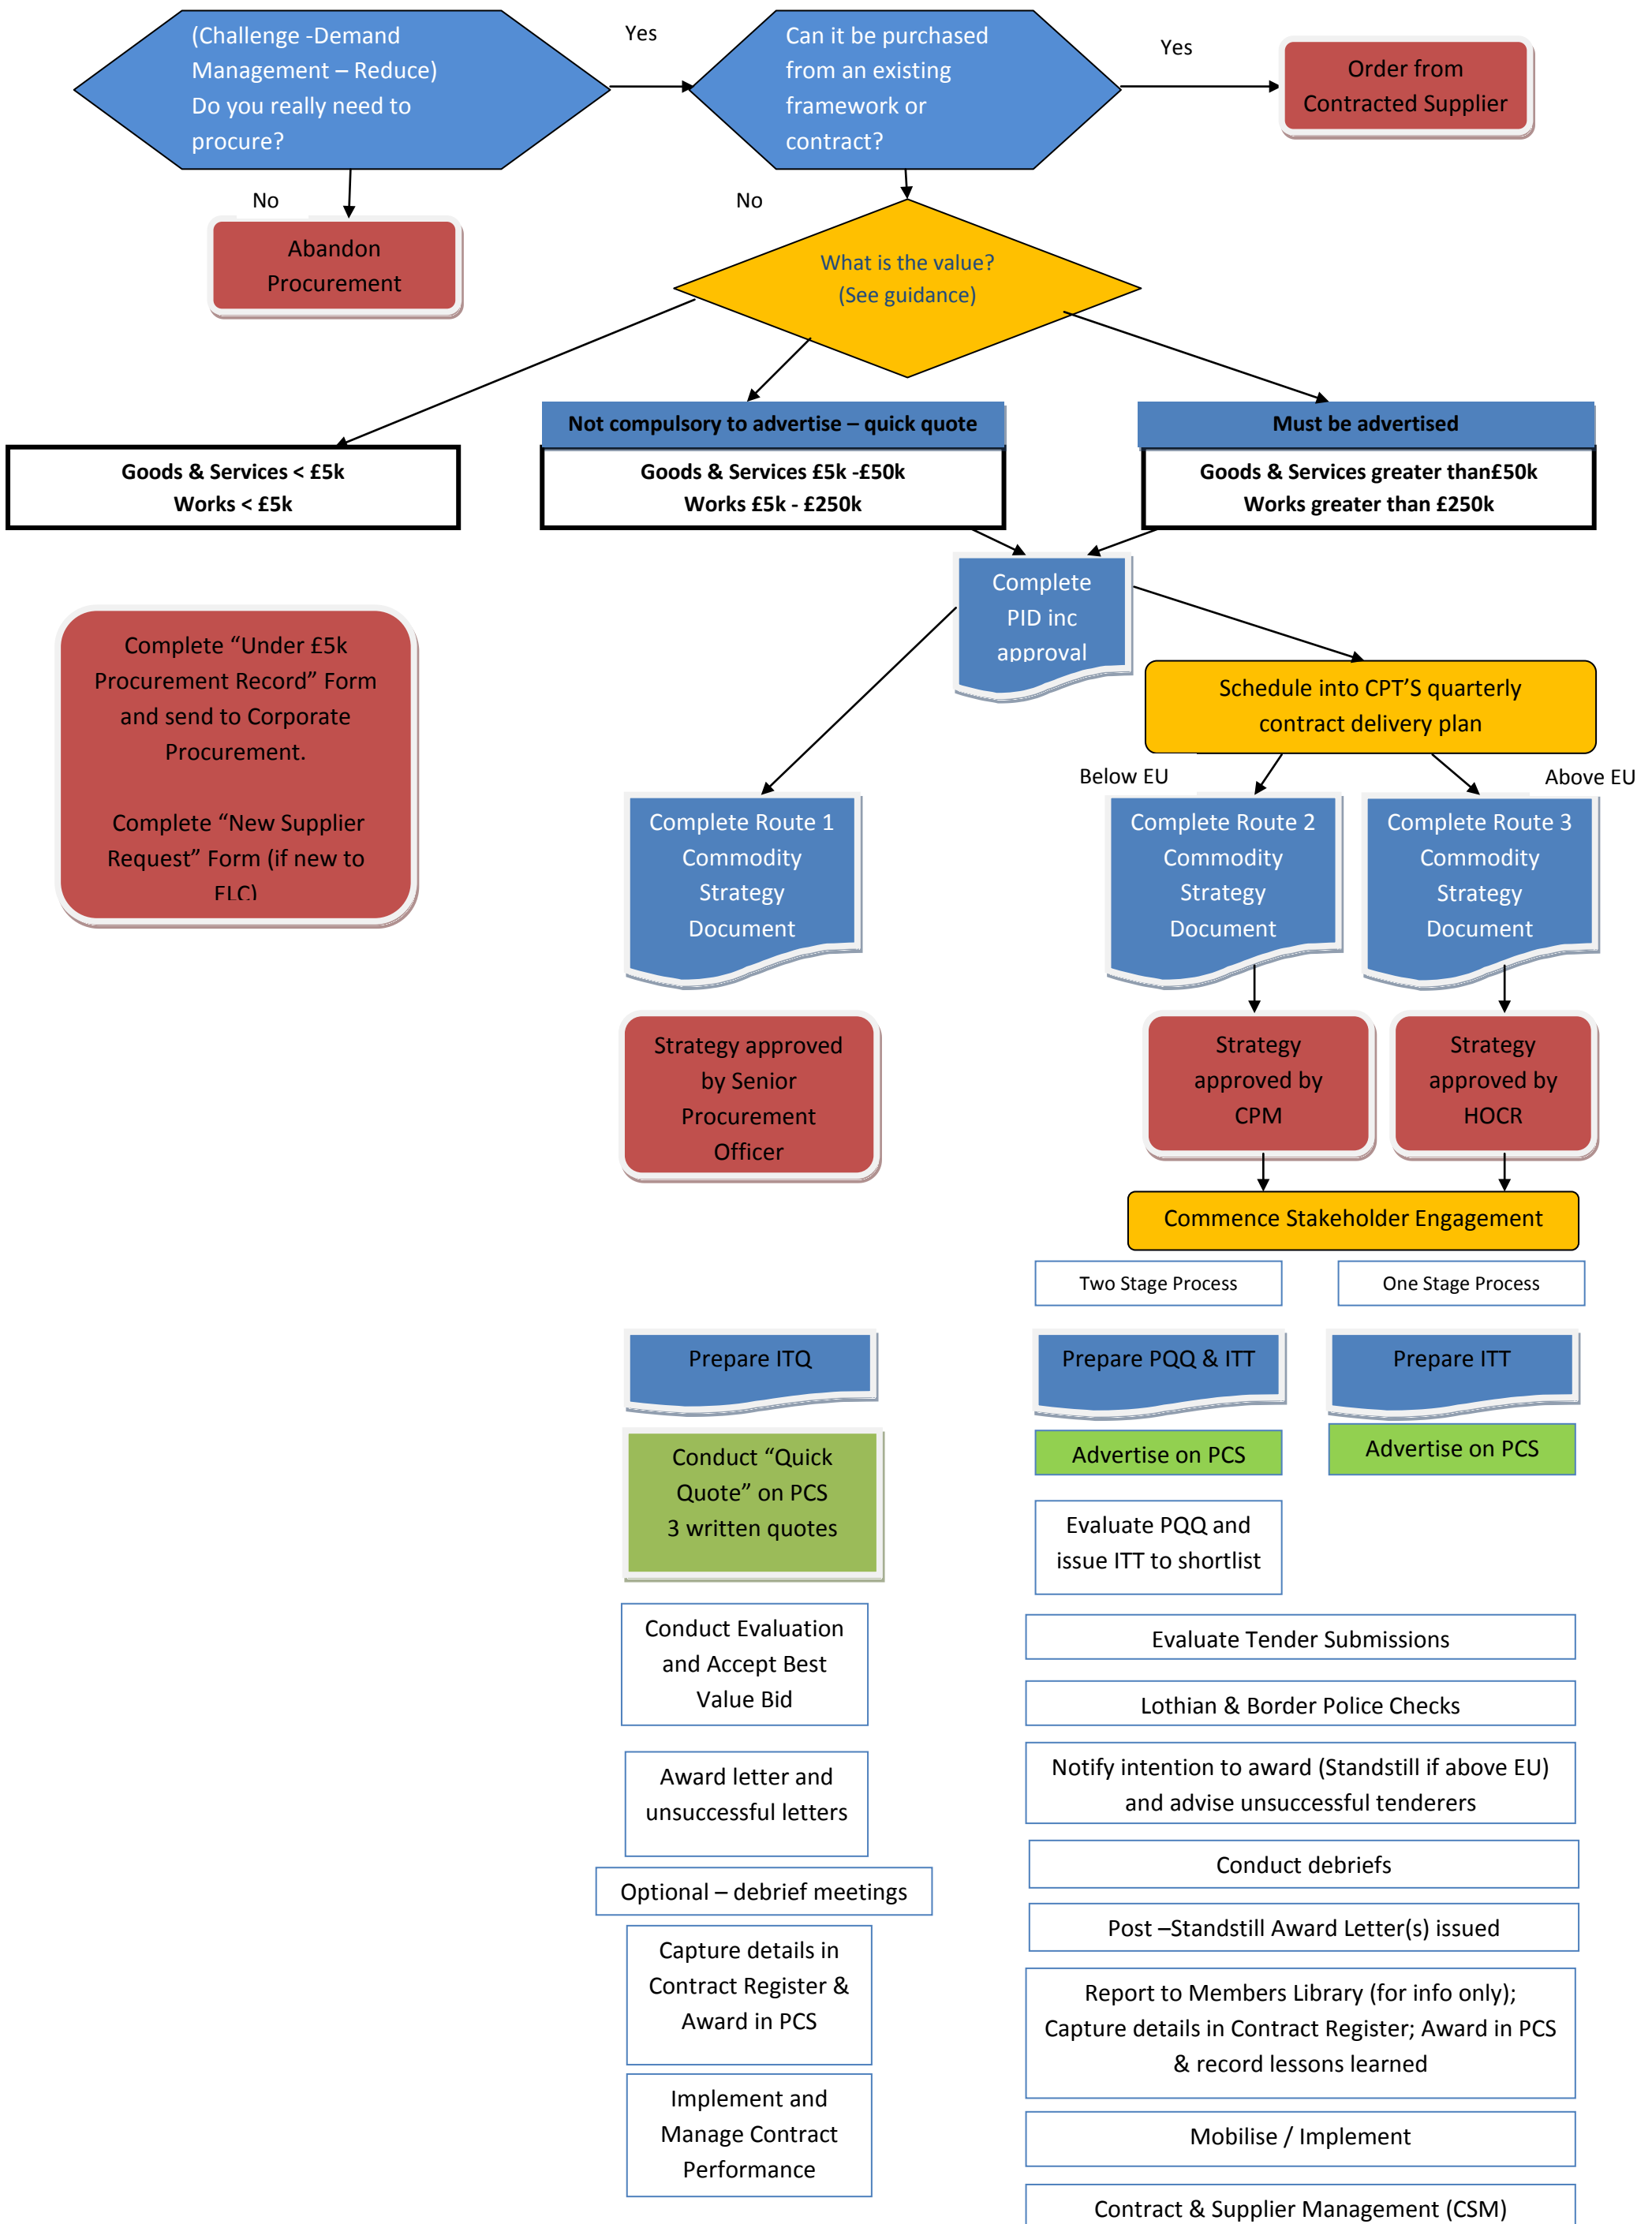 (Challenge -Demand
Management – Reduce)
Do you really need to
procure?
Yes
Can it be purchased
from an existing
framework or
contract?
Yes
Order from
Contracted Supplier
No
Abandon
Procurement
No
What is the value?
(See guidance)
Goods & Services < £5k
Works < £5k
Not compulsory to advertise – quick quote
Goods & Services £5k -£50k
Works £5k - £250k
Must be advertised
Goods & Services greater than£50k
Works greater than £250k
Complete
PID inc
approval
Complete “Under £5k
Procurement Record” Form
and send to Corporate
Procurement.
Complete “New Supplier
Request” Form (if new to
ELC)
Schedule into CPT’S quarterly
contract delivery plan
Below EU
Above EU
Complete Route 1
Commodity
Strategy
Document
Complete Route 2
Commodity
Strategy
Document
Complete Route 3
Commodity
Strategy
Document
Strategy approved
by Senior
Procurement
Officer
Strategy
approved by
CPM
Strategy
approved by
HOCR
Commence Stakeholder Engagement
Two Stage Process
One Stage Process
Prepare ITQ
Prepare PQQ & ITT
Prepare ITT
Conduct “Quick
Quote” on PCS
3 written quotes
Advertise on PCS
Advertise on PCS
Evaluate PQQ and
issue ITT to shortlist
Conduct Evaluation
and Accept Best
Value Bid
Evaluate Tender Submissions
Lothian & Border Police Checks
Award letter and
unsuccessful letters
Notify intention to award (Standstill if above EU)
and advise unsuccessful tenderers
Optional – debrief meetings
Conduct debriefs
Post –Standstill Award Letter(s) issued
Capture details in
Contract Register &
Award in PCS
Report to Members Library (for info only);
Capture details in Contract Register; Award in PCS
& record lessons learned
Implement and
Manage Contract
Performance
Mobilise / Implement
Contract & Supplier Management (CSM)